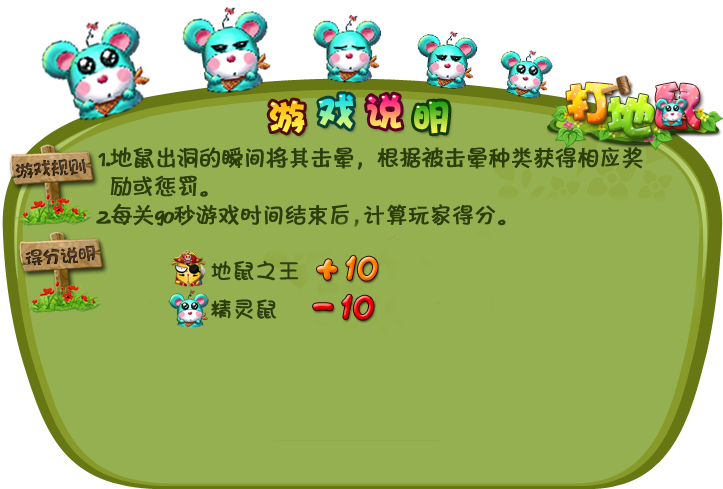 打地鼠
游戏说明
游戏规则
1.地鼠出洞的瞬间将其击晕，根据被击晕种类获得相应奖
励或惩罚。
2.每关90秒游戏时间结束后，计算玩家得分。
得分说明
地鼠之王 +10
精灵鼠 -10